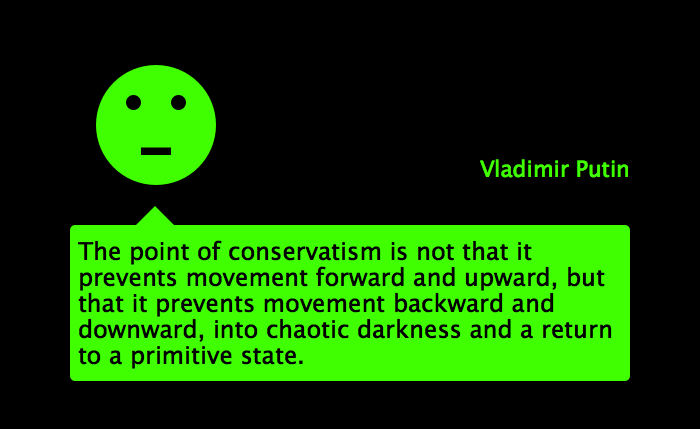 Vladimir Putin
The point of conservatism is not that it
prevents movement forward and upward, but
that it prevents movement backward and
downward, into chaotic darkness and a return
to a primitive state.